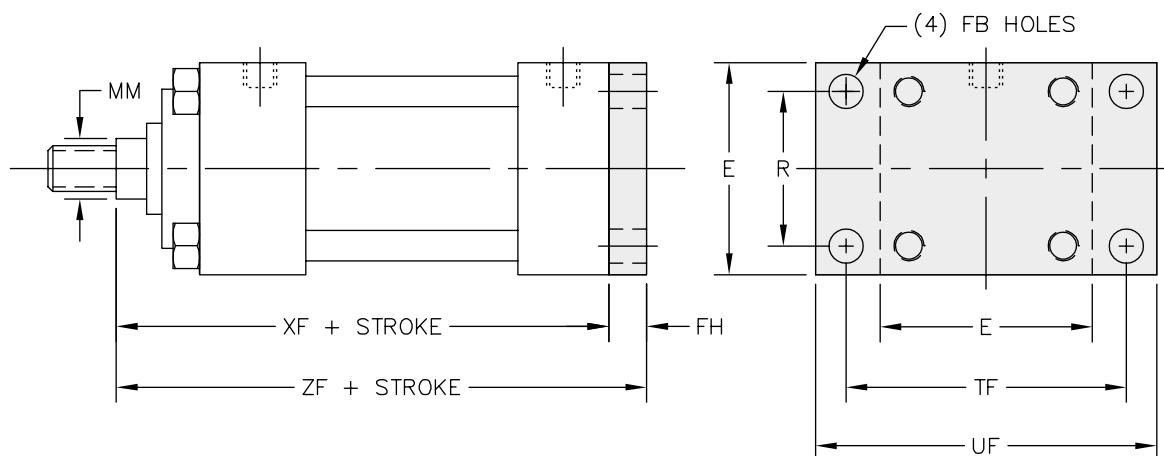 (4) FB HOLES
MM
E
R
XF + STROKE
FH
E
ZF + STROKE
TF
UF